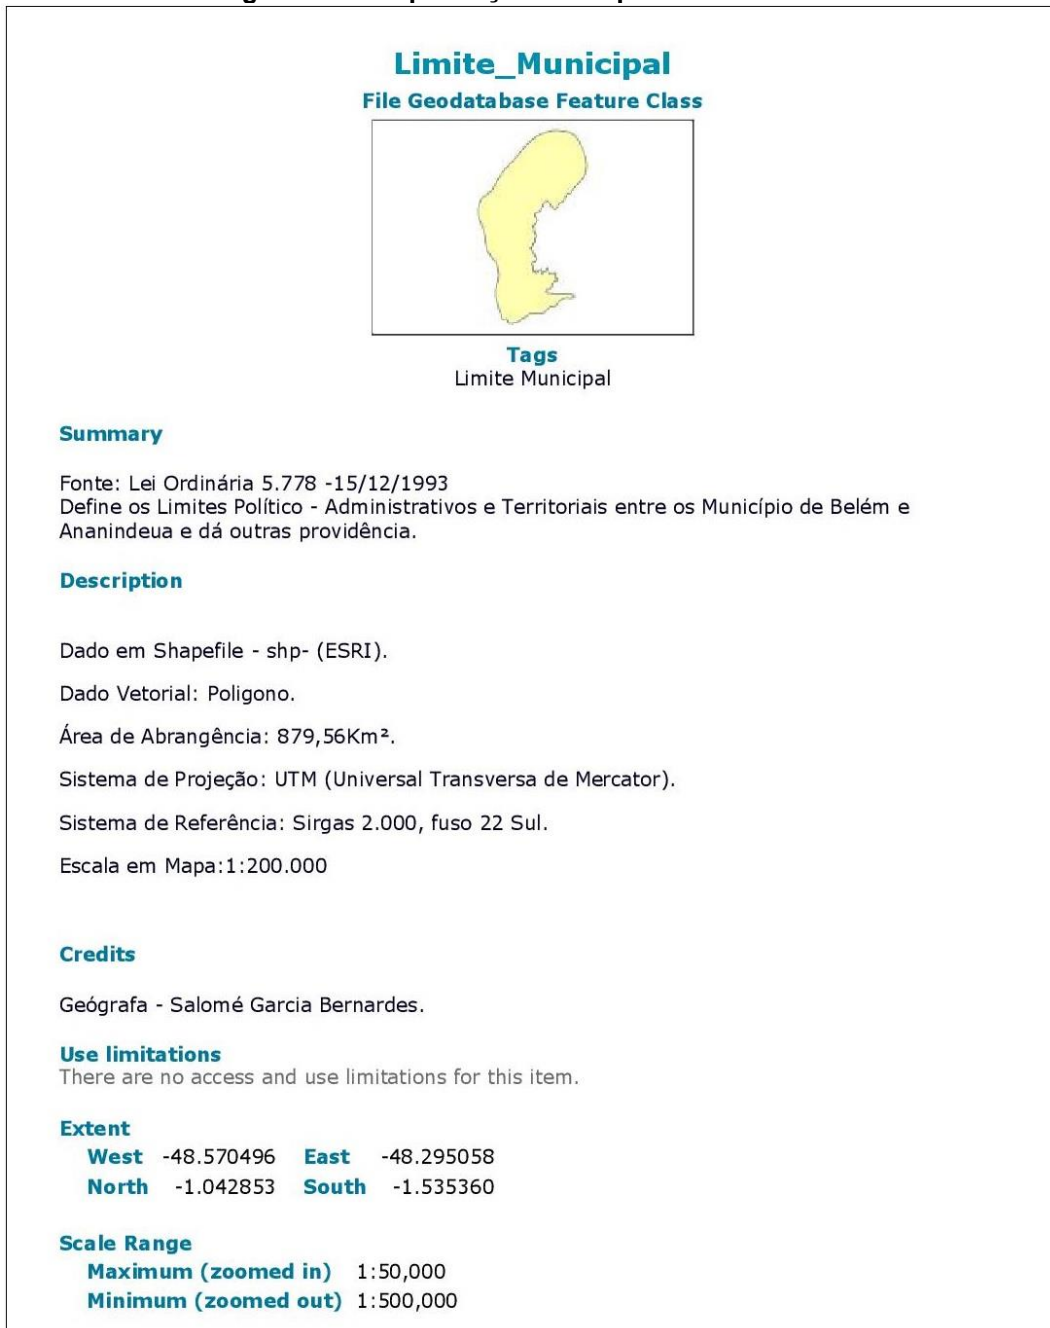 Limite_Municipal
File Geodatabase Feature Class
Tags
Limite Municipal
Summary
Fonte: Lei Ordinária 5.778 -15/12/1993
Define os Limites Político - Administrativos e Territoriais entre os Município de Belém e
Ananindeua e dá outras providência.
Description
Dado em Shapefile - shp- (ESRI).
Dado Vetorial: Poligono.
Área de Abrangência: 879,56Km².
Sistema de Projeção: UTM (Universal Transversa de Mercator).
Sistema de Referência: Sirgas 2.000, fuso 22 Sul.
Escala em Mapa:1:200.000
Credits
Geógrafa - Salomé Garcia Bernardes.
Use limitations
There are no access and use limitations for this item.
Extent
West -48.570496 East -48.295058
North -1.042853 South -1.535360
Scale Range
Maximum (zoomed in) 1:50,000
Minimum (zoomed out) 1:500,000